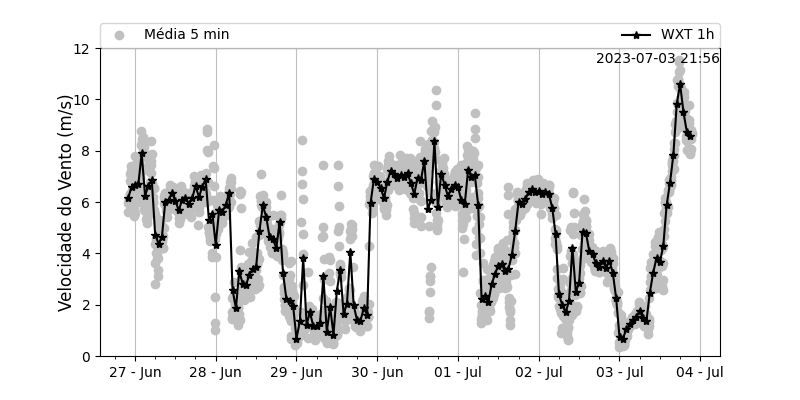 Média 5 min
WXT 1h
2023-07-03 21:56
Velocidade do Vento (m/s)
12
10
8
6
4
2
0
27 - Jun
28 - Jun
29 - Jun
30 - Jun
01 - Jul
02 - Jul
03 - Jul
04 - Jul